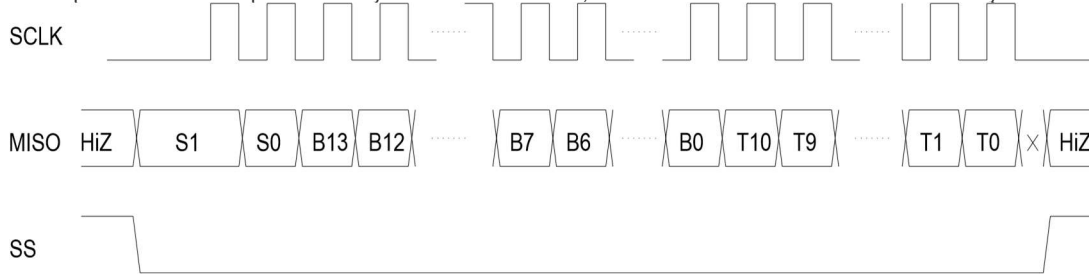 SCLK
MISO HiZ S1 S0 B13 B12 ........ B7 B6 ........ B0 T10 T9 ........ T1 T0 X HiZ
SS